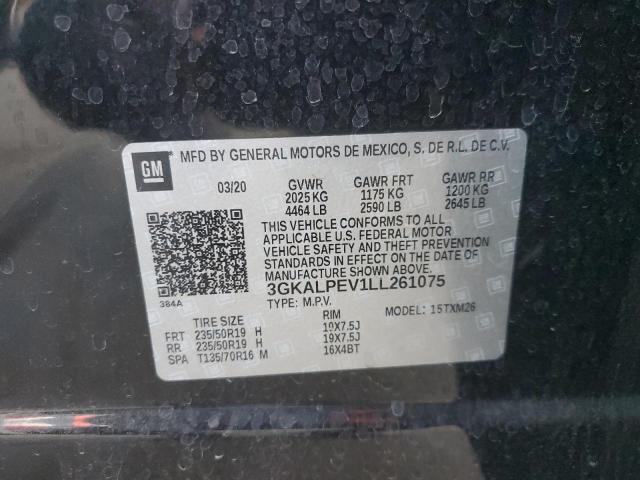 GM
MFD BY GENERAL MOTORS DE MEXICO, S. DE R.L. DE C.V.
03/20 GVWR GAWR FRT GAWR RR
2025 KG 1175 KG 1200 KG
4464 LB 2590 LB 2645 LB
THIS VEHICLE CONFORMS TO ALL
APPLICABLE U.S. FEDERAL MOTOR
VEHICLE SAFETY AND THEFT PREVENTION
STANDARDS IN EFFECT ON THE DATE OF
MANUFACTURE SHOWN ABOVE.
384A
3GKALPEV1LL261075
TYPE: M.P.V. MODEL: 15TXM26
TIRE SIZE RIM
FRT 235/50R19 H 19X7.5J
RR 235/50R19 H 19X7.5J
SPA T135/70R16 M 16X4BT